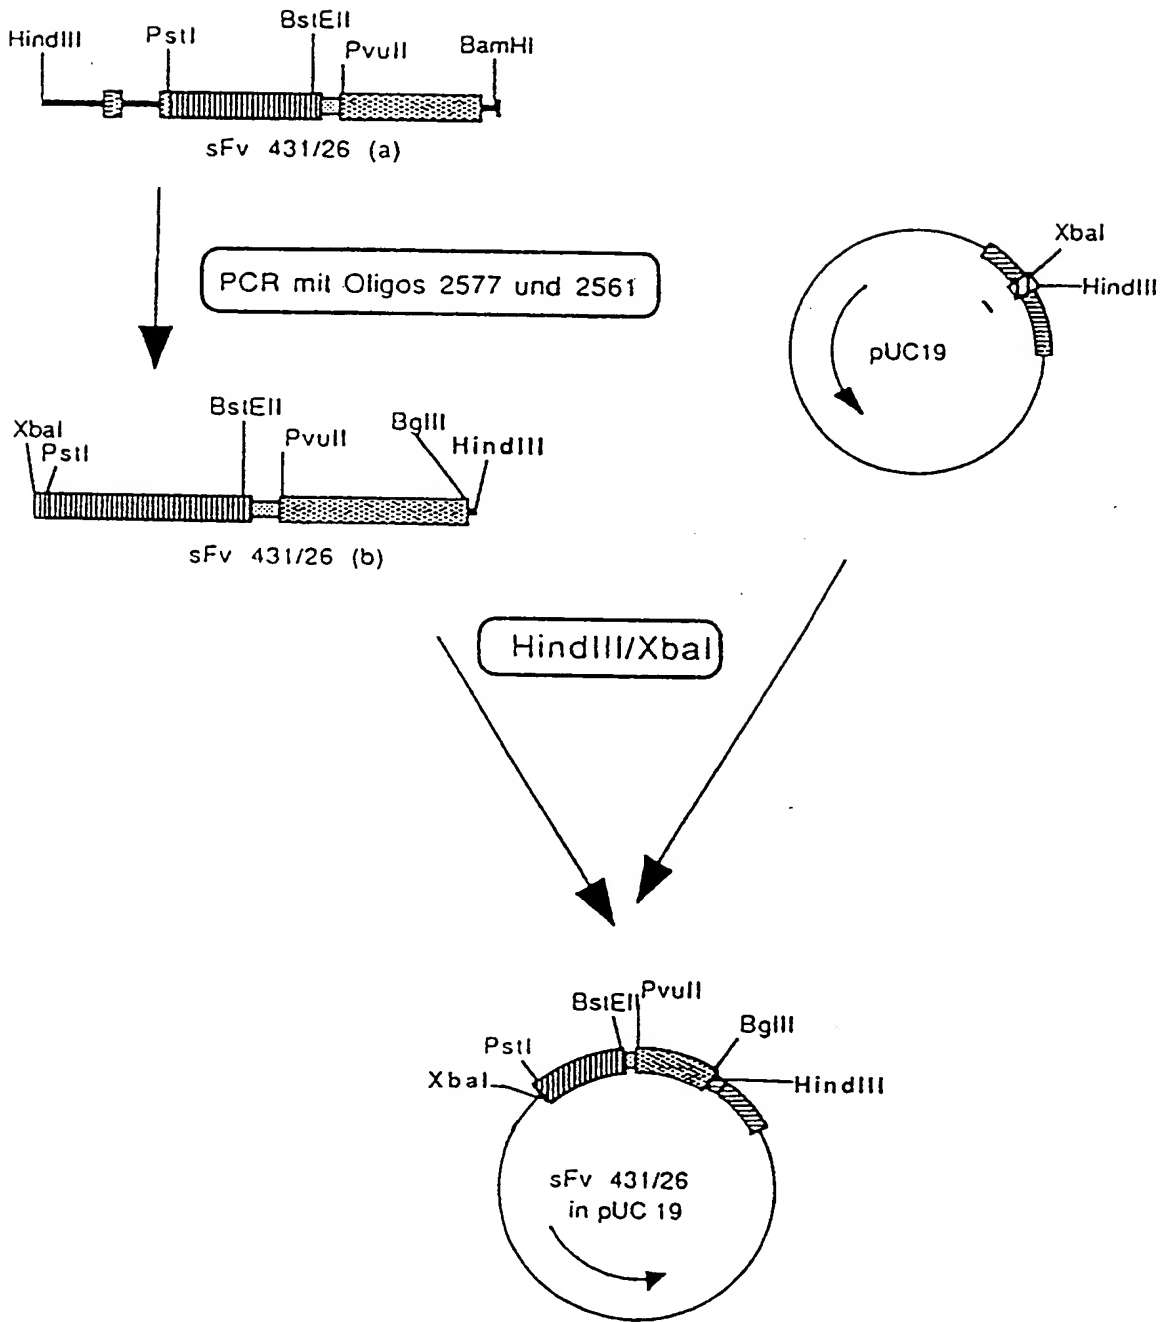 HindIII
PstI
BstEII
PvuII
BamHI
sFv 431/26 (a)
PCR mit Oligos 2577 und 2561
XbaI
HindIII
pUC19
XbaI
PstI
BstEII
PvuII
BglII
HindIII
sFv 431/26 (b)
HindIII/XbaI
XbaI
PstI
BstEII
PvuII
BglII
HindIII
sFv 431/26
in pUC 19